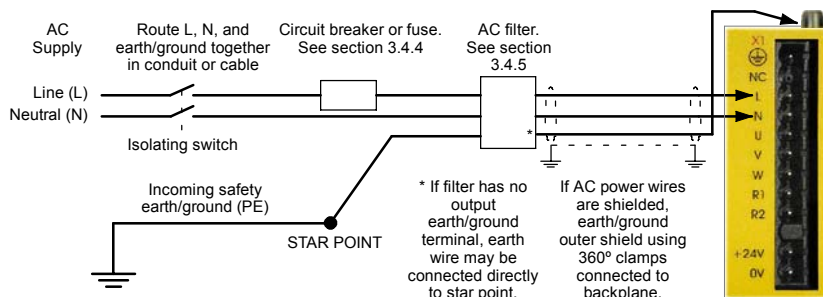 AC
Supply
Route L, N, and
earth/ground together
in conduit or cable
Circuit breaker or fuse.
See section 3.4.4
AC filter.
See section
3.4.5
Line (L)
Neutral (N)
Isolating switch
Incoming safety
earth/ground (PE)
STAR POINT
*
* If filter has no
output
earth/ground
terminal, earth
wire may be
connected directly
to star point.
If AC power wires
are shielded,
earth/ground
outer shield using
360º clamps
connected to
backplane.
X1
NC
L
N
U
V
W
R1
R2
+24V
0V